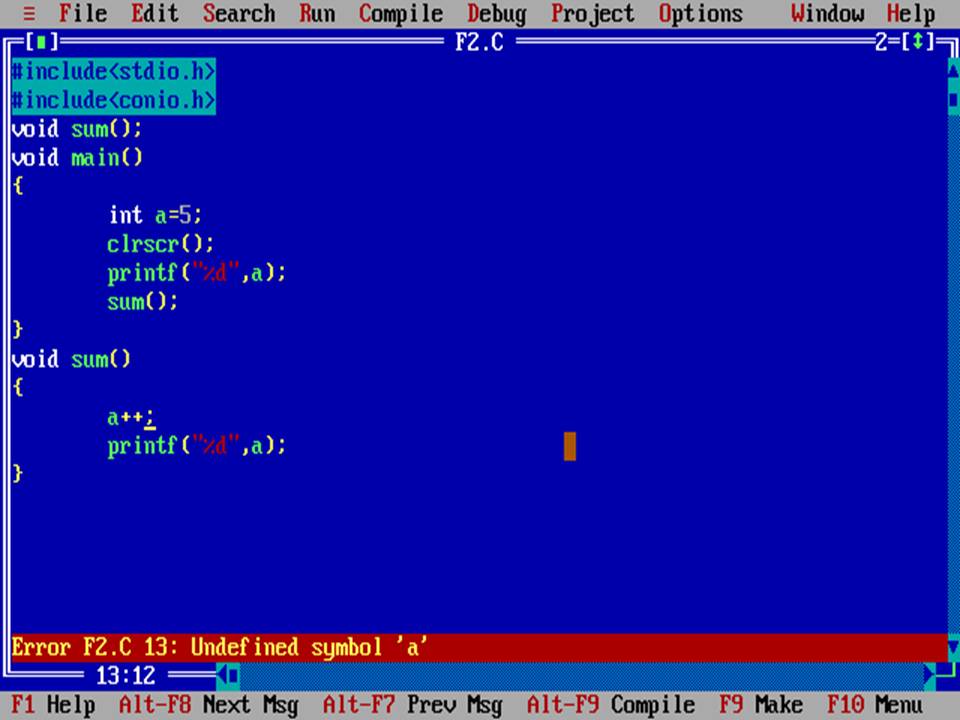 ≡ File Edit Search Run Compile Debug Project Options Window Help
[■] F2.C 2=[↕]
#include<stdio.h>
#include<conio.h>
void sum();
void main()
{
int a=5;
clrscr();
printf("%d",a);
sum();
}
void sum()
{
a++;
printf("%d",a);
}
Error F2.C 13: Undefined symbol 'a'
13:12
F1 Help Alt-F8 Next Msg Alt-F7 Prev Msg Alt-F9 Compile F9 Make F10 Menu